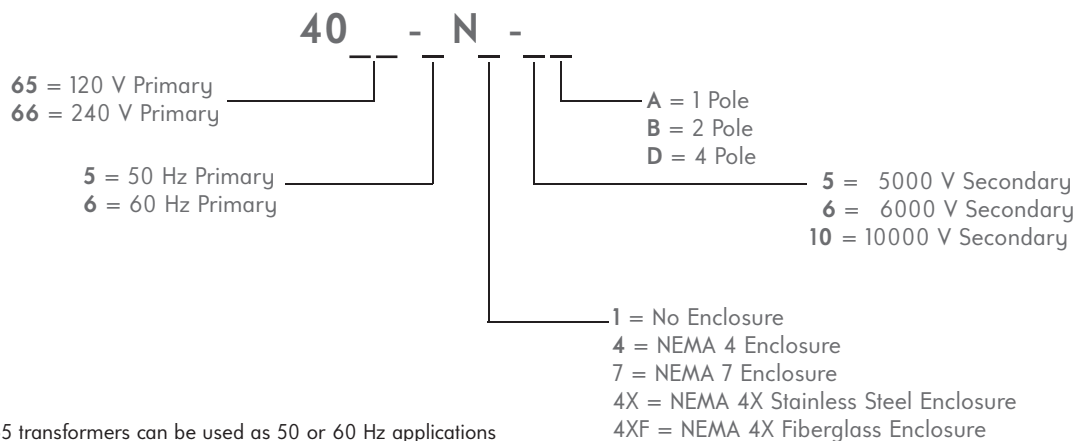 40__ - _ N _ - _ _
65 = 120 V Primary
66 = 240 V Primary
A = 1 Pole
B = 2 Pole
D = 4 Pole
5 = 50 Hz Primary
6 = 60 Hz Primary
5 = 5000 V Secondary
6 = 6000 V Secondary
10 = 10000 V Secondary
1 = No Enclosure
4 = NEMA 4 Enclosure
7 = NEMA 7 Enclosure
4X = NEMA 4X Stainless Steel Enclosure
4XF = NEMA 4X Fiberglass Enclosure
5 transformers can be used as 50 or 60 Hz applications